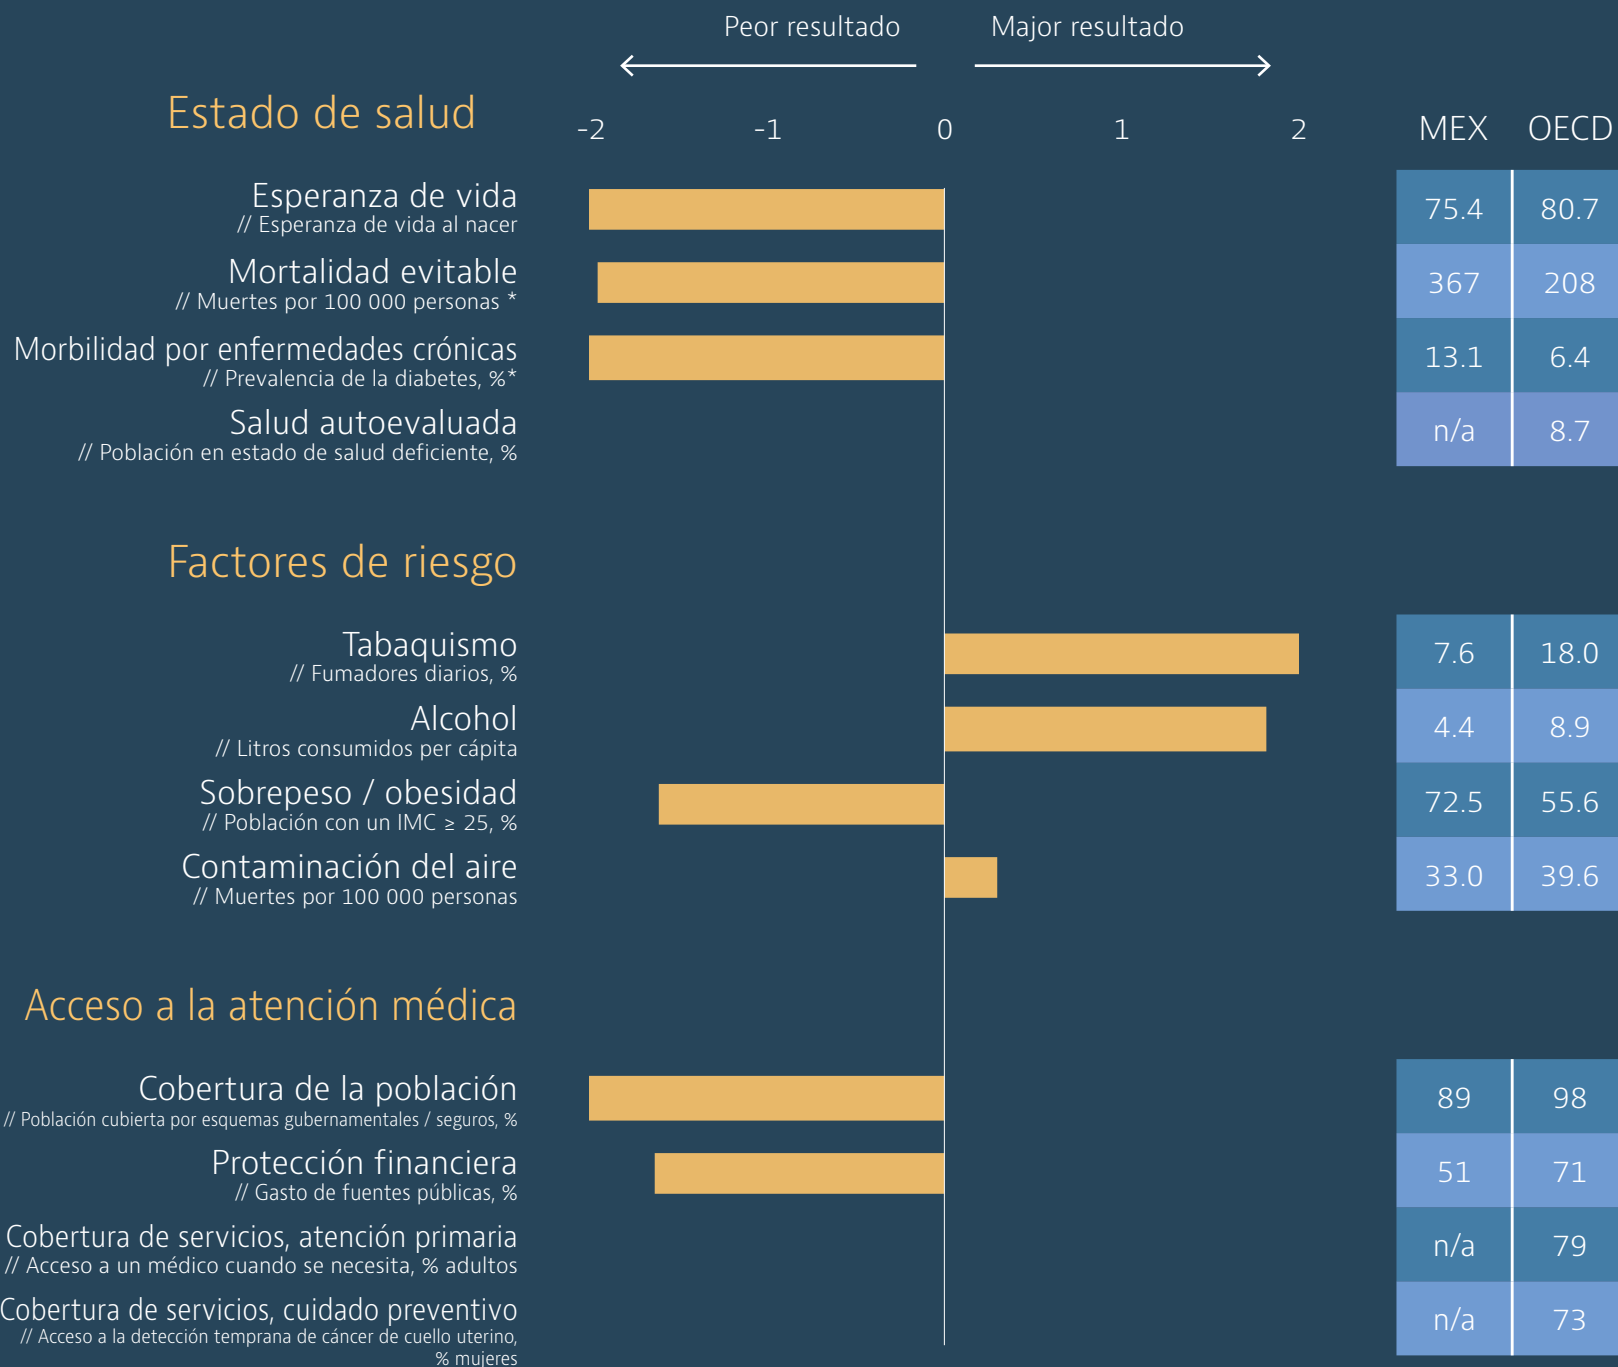 Peor resultado Major resultado
Estado de salud -2 -1 0 1 2 MEX OECD
Esperanza de vida 75.4 80.7
// Esperanza de vida al nacer
Mortalidad evitable 367 208
// Muertes por 100 000 personas *
Morbilidad por enfermedades crónicas 13.1 6.4
// Prevalencia de la diabetes, %*
Salud autoevaluada n/a 8.7
// Población en estado de salud deficiente, %
Factores de riesgo
Tabaquismo 7.6 18.0
// Fumadores diarios, %
Alcohol 4.4 8.9
// Litros consumidos per cápita
Sobrepeso / obesidad 72.5 55.6
// Población con un IMC ≥ 25, %
Contaminación del aire 33.0 39.6
// Muertes por 100 000 personas
Acceso a la atención médica
Cobertura de la población 89 98
// Población cubierta por esquemas gubernamentales / seguros, %
Protección financiera 51 71
// Gasto de fuentes públicas, %
Cobertura de servicios, atención primaria n/a 79
// Acceso a un médico cuando se necesita, % adultos
Cobertura de servicios, cuidado preventivo n/a 73
// Acceso a la detección temprana de cáncer de cuello uterino,
% mujeres